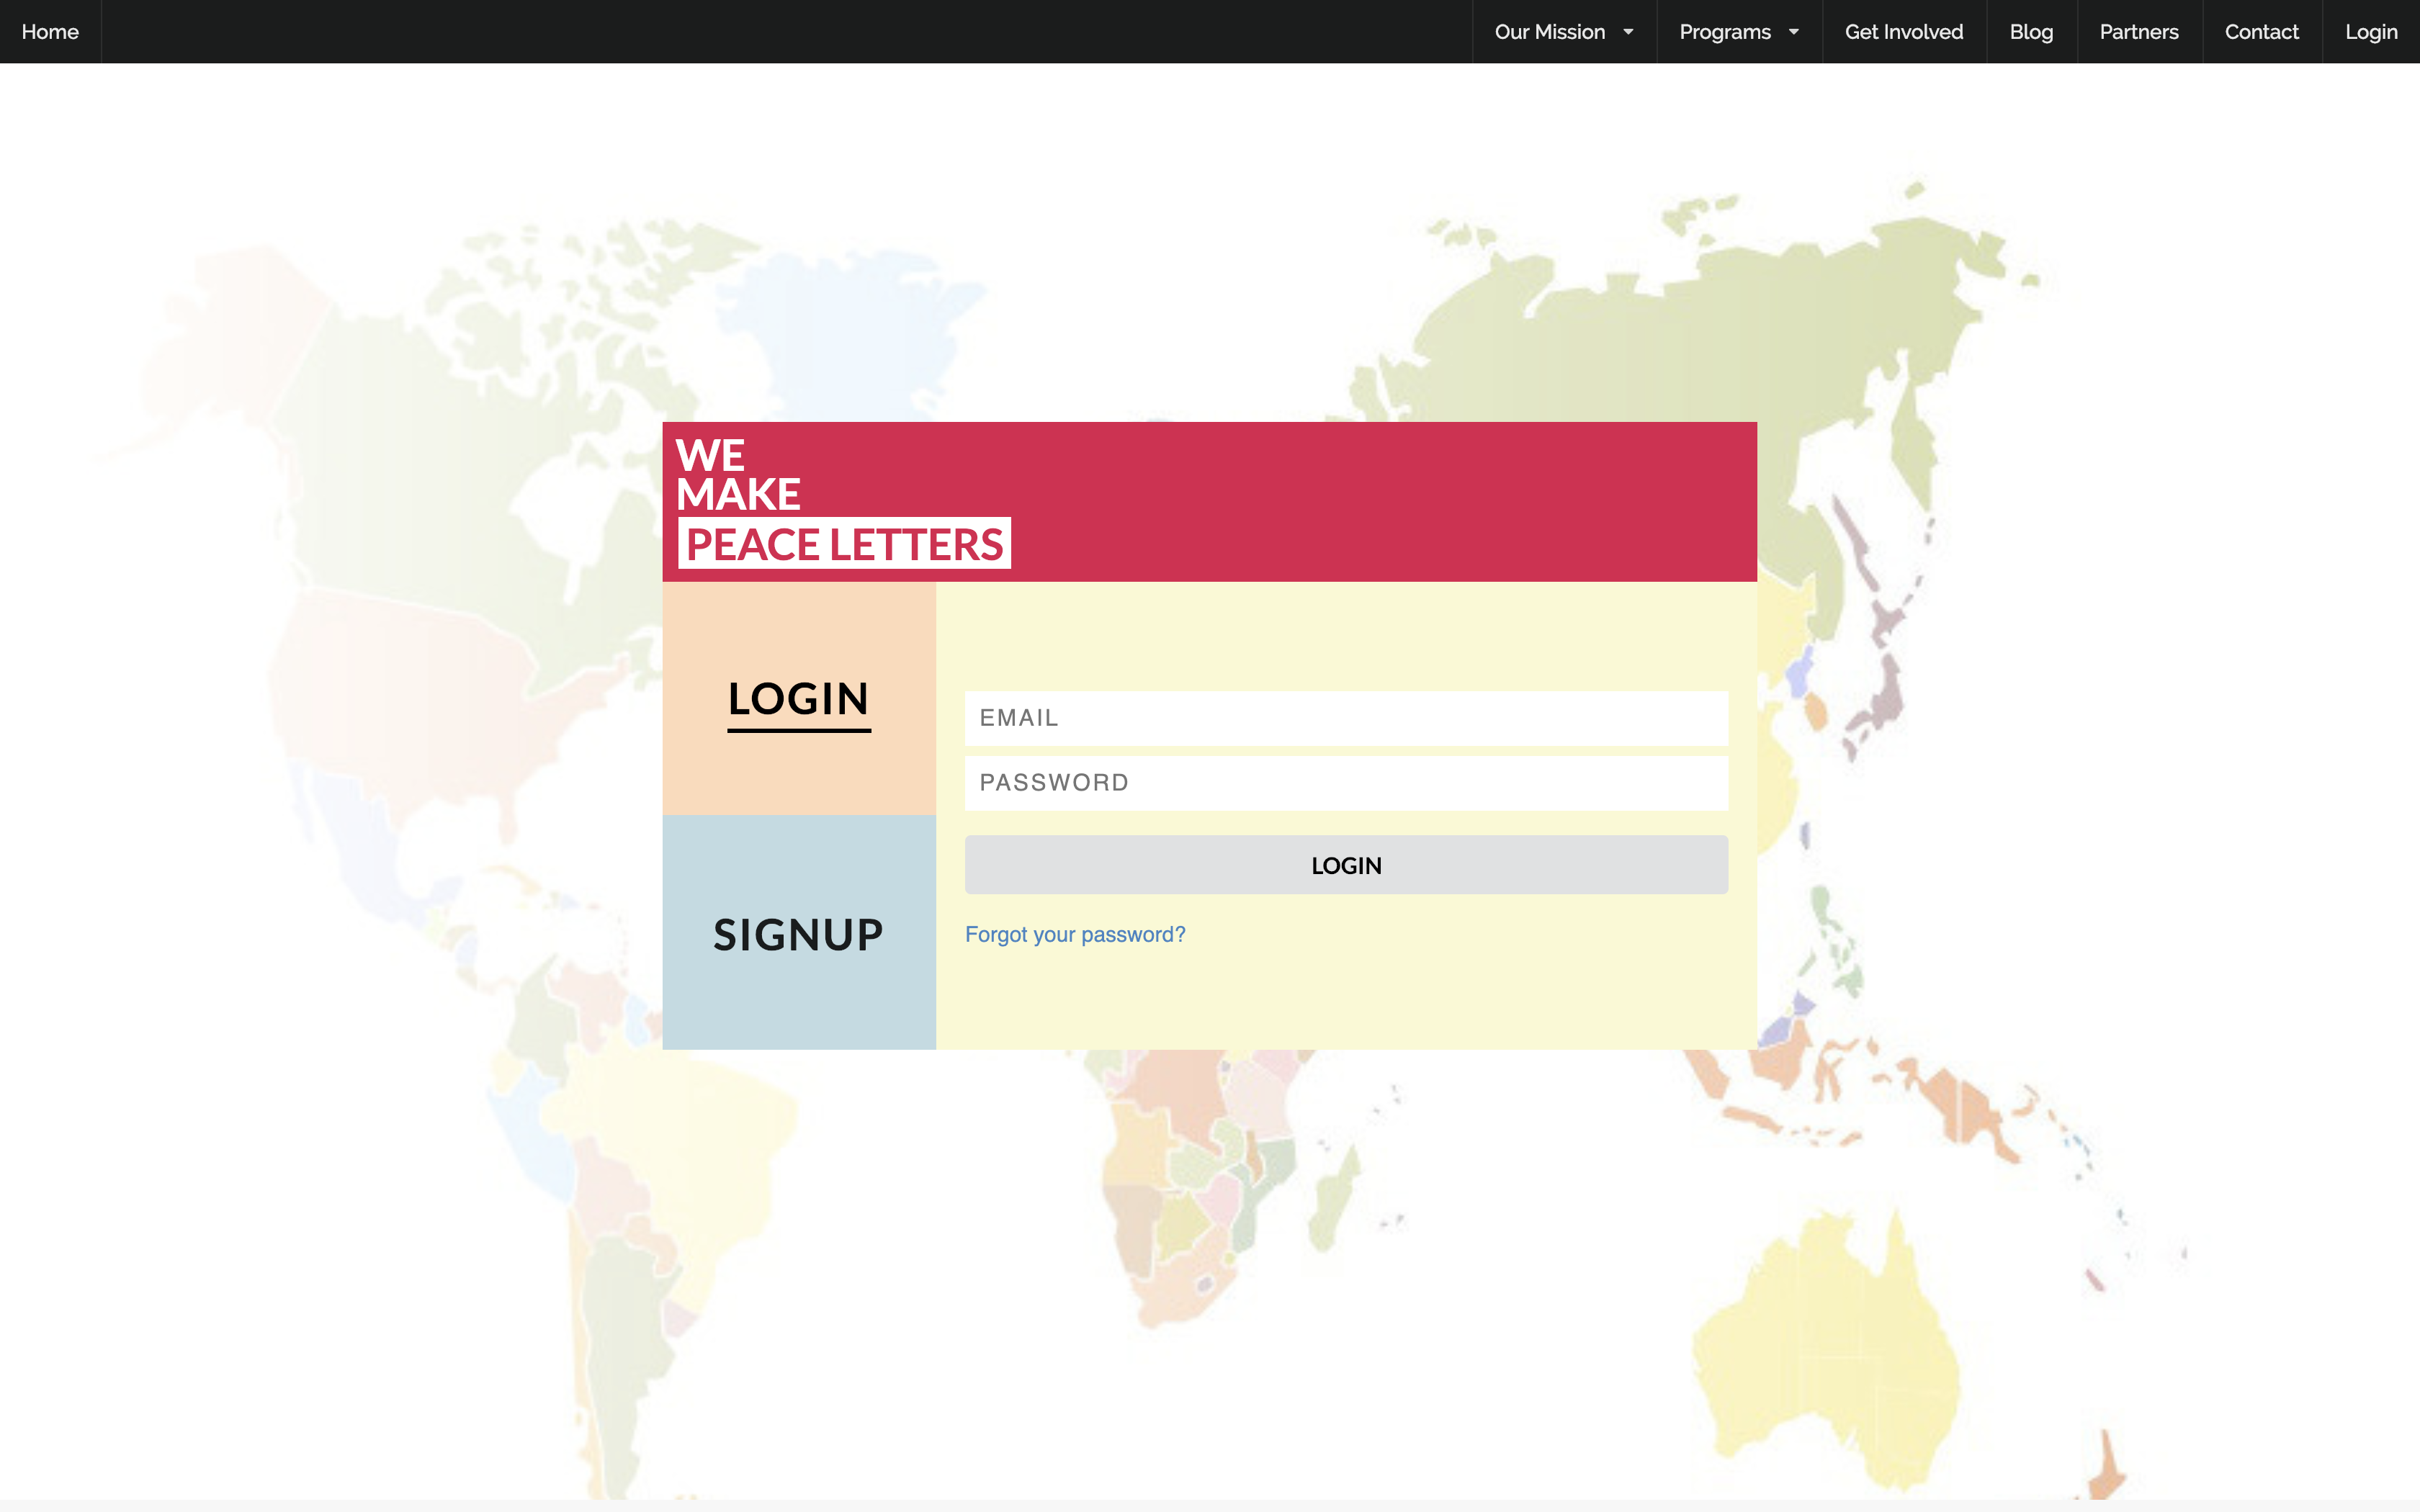 Home
Our Mission
Programs
Get Involved
Blog
Partners
Contact
Login
WE
MAKE
PEACE LETTERS
LOGIN
SIGNUP
EMAIL
PASSWORD
LOGIN
Forgot your password?